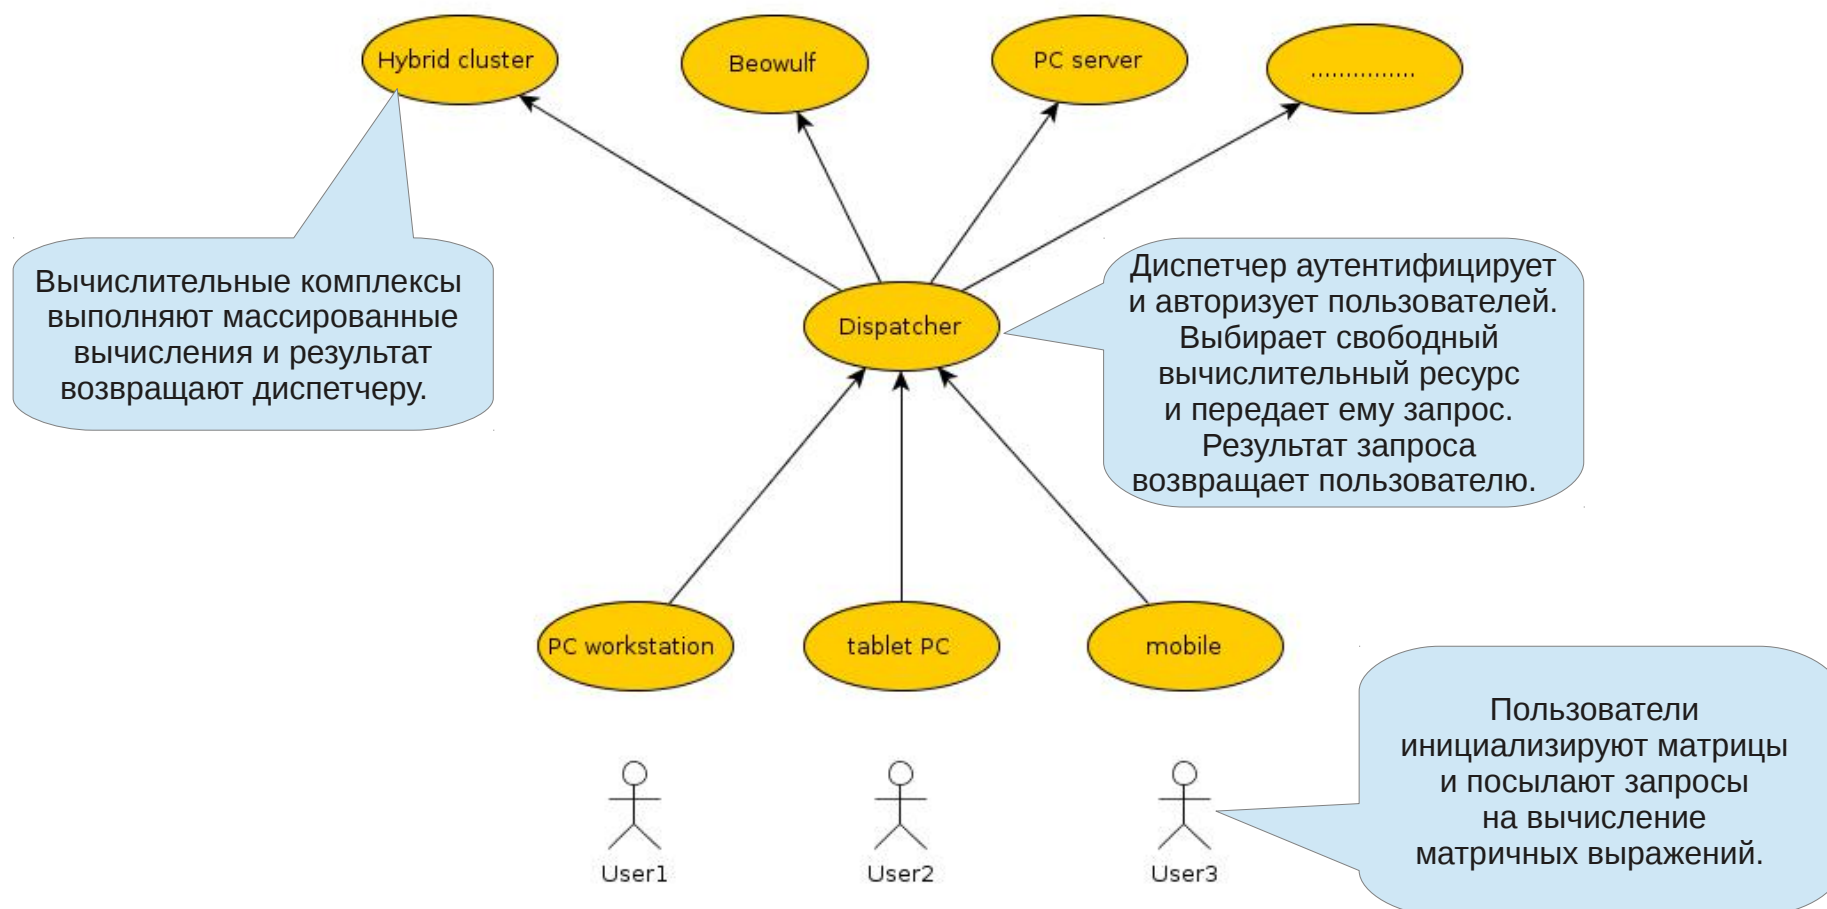 Hybrid cluster
Beowulf
PC server
...............
Вычислительные комплексы
выполняют массированные
вычисления и результат
возвращают диспетчеру.
Диспетчер аутентифицирует
и авторизует пользователей.
Выбирает свободный
вычислительный ресурс
и передает ему запрос.
Результат запроса
возвращает пользователю.
Dispatcher
PC workstation
tablet PC
mobile
Пользователи
инициализируют матрицы
и посылают запросы
на вычисление
матричных выражений.
User1
User2
User3